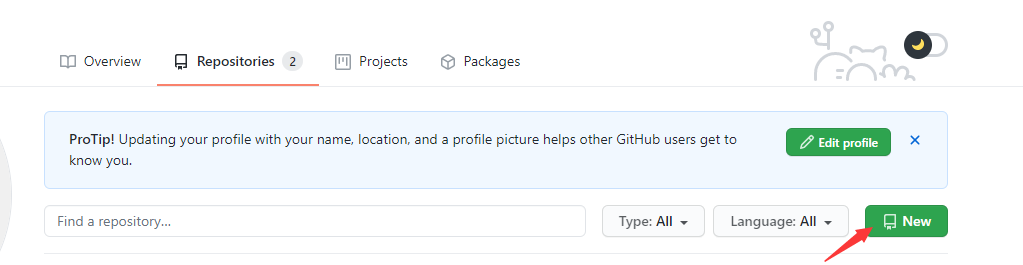 Overview Repositories 2 Projects Packages
ProTip! Updating your profile with your name, location, and a profile picture helps other GitHub users get to
know you.
Edit profile
Find a repository...
Type: All
Language: All
New